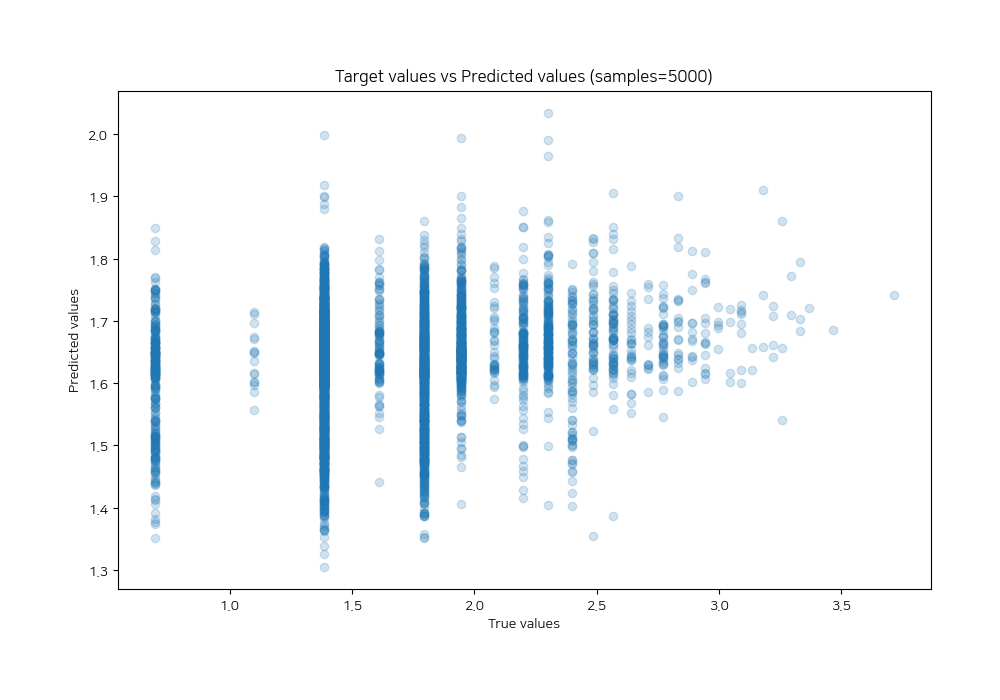 Target values vs Predicted values (samples=5000)
Predicted values
2.0
1.9
1.8
1.7
1.6
1.5
1.4
1.3
1.0 1.5 2.0 2.5 3.0 3.5
True values